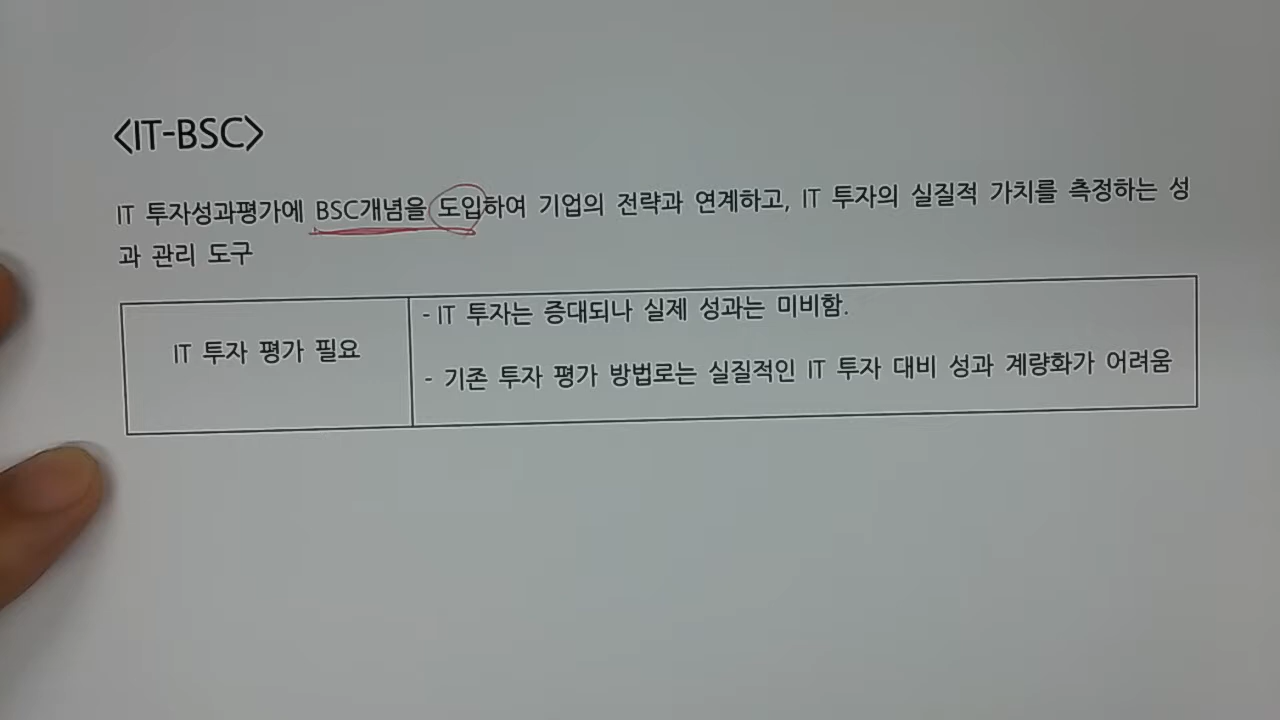 <IT-BSC>
IT 투자성과평가에 BSC개념을 도입하여 기업의 전략과 연계하고, IT 투자의 실질적 가치를 측정하는 성
과 관리 도구
IT 투자 평가 필요
- IT 투자는 증대되나 실제 성과는 미비함.
- 기존 투자 평가 방법로는 실질적인 IT 투자 대비 성과 계량화가 어려움